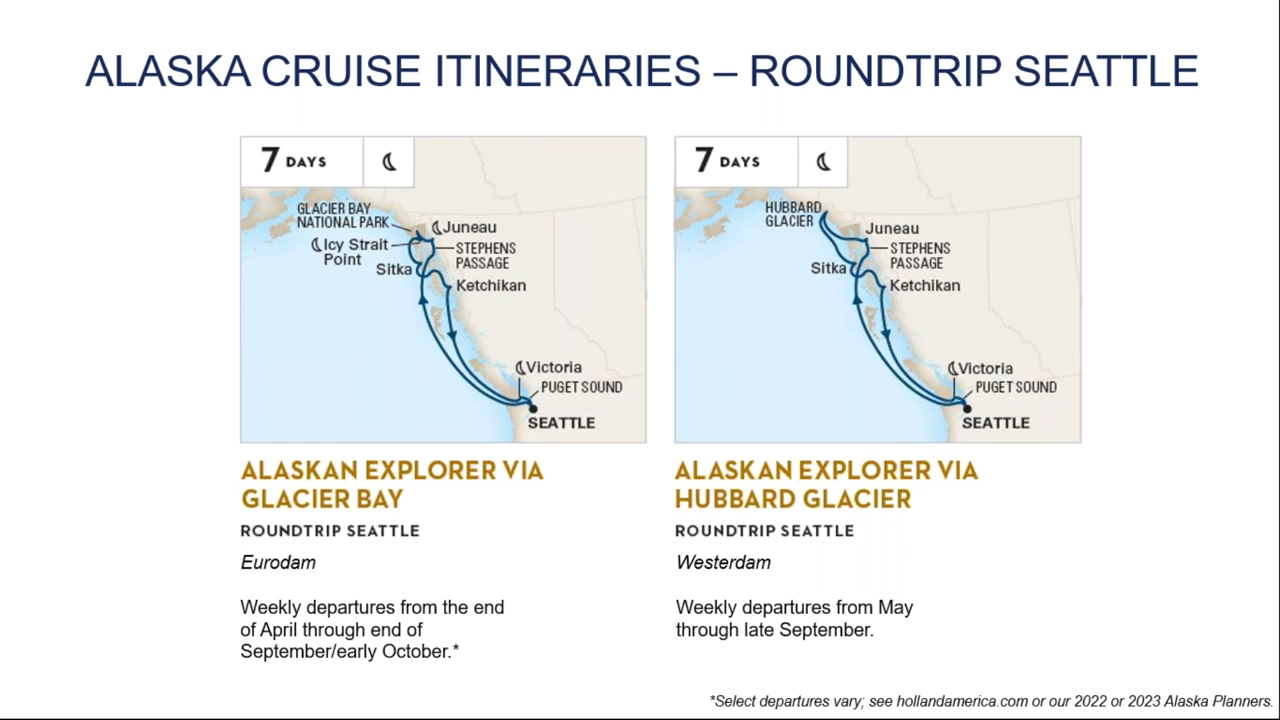 ALASKA CRUISE ITINERARIES – ROUNDTRIP SEATTLE
7 DAYS
GLACIER BAY
NATIONAL PARK
Juneau
Icy Strait
Point
STEPHENS
PASSAGE
Sitka
Ketchikan
Victoria
PUGET SOUND
SEATTLE
ALASKAN EXPLORER VIA
GLACIER BAY
ROUNDTRIP SEATTLE
Eurodam
Weekly departures from the end
of April through end of
September/early October.*
7 DAYS
HUBBARD
GLACIER
Juneau
STEPHENS
PASSAGE
Sitka
Ketchikan
Victoria
PUGET SOUND
SEATTLE
ALASKAN EXPLORER VIA
HUBBARD GLACIER
ROUNDTRIP SEATTLE
Westerdam
Weekly departures from May
through late September.
*Select departures vary; see hollandamerica.com or our 2022 or 2023 Alaska Planners.